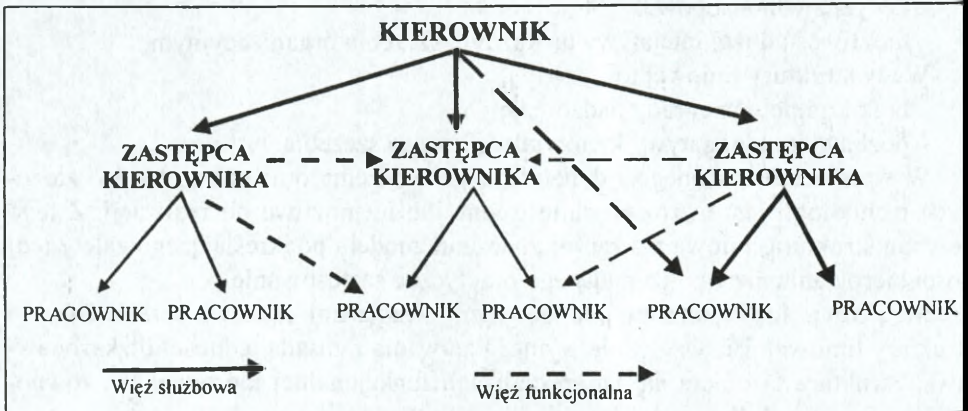 KIEROWNIK
ZASTĘPCA ZASTĘPCA ZASTĘPCA
KIEROWNIKA KIEROWNIKA KIEROWNIKA
PRACOWNIK PRACOWNIK PRACOWNIK PRACOWNIK PRACOWNIK PRACOWNIK
Więź służbowa Więź funkcjonalna